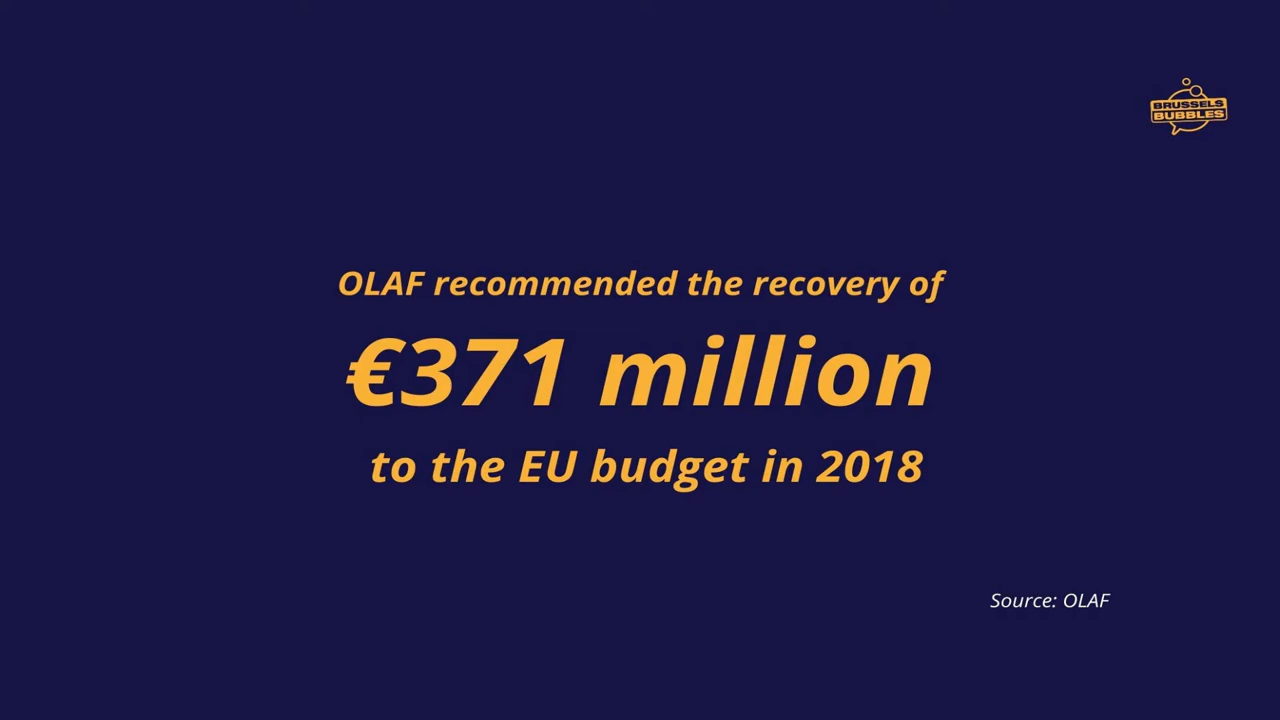 BRUSSELS
BUBBLES
OLAF recommended the recovery of
€371 million
to the EU budget in 2018
Source: OLAF